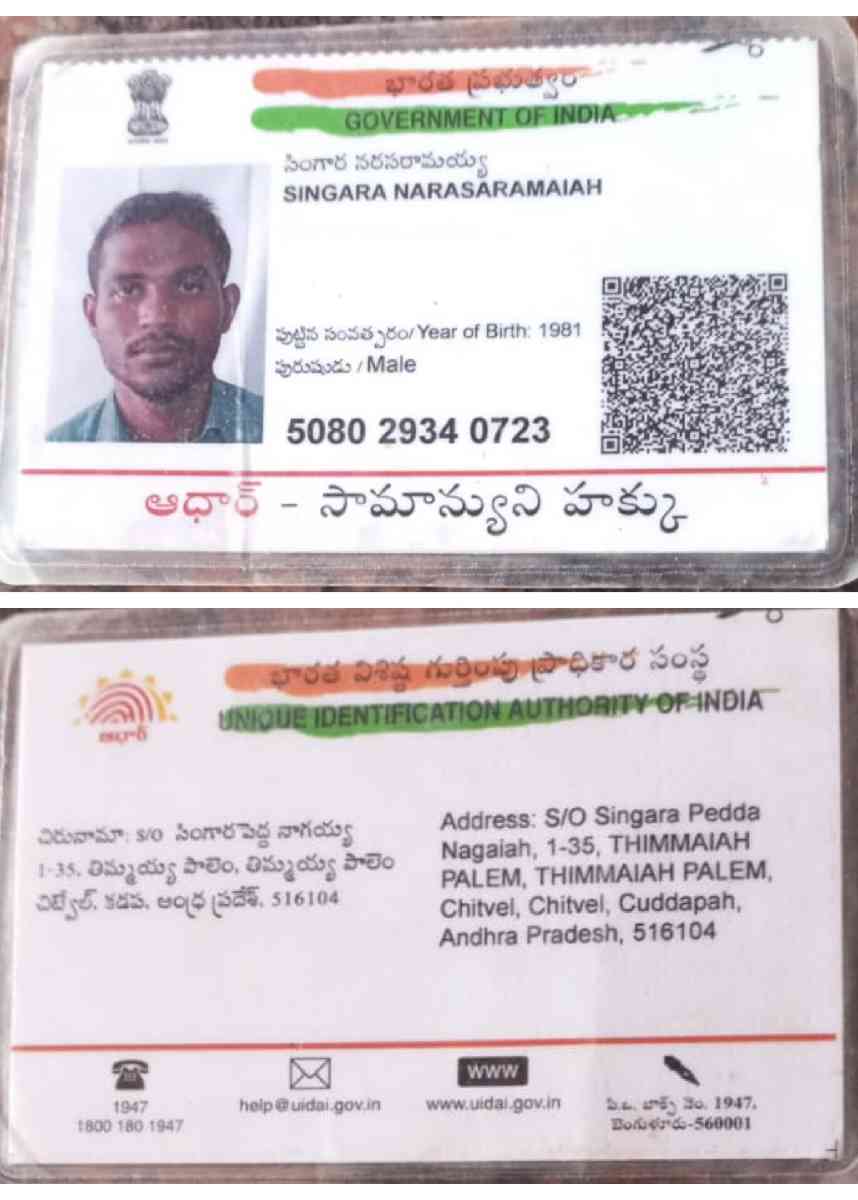 భారత ప్రభుత్వం
GOVERNMENT OF INDIA
సింగార నరసరామయ్య
SINGARA NARASARAMAIAH
పుట్టిన సంవత్సరం/Year of Birth: 1981
పురుషుడు / Male
5080 2934 0723
ఆధార్ - సామాన్యుని హక్కు
భారత విశిష్ట గుర్తింపు ప్రాధికార సంస్థ
UNIQUE IDENTIFICATION AUTHORITY OF INDIA
ఆధార్
చిరునామా: S/O సింగార పెద్ద నాగయ్య
1-35, తిమ్మయ్య పాలెం, తిమ్మయ్య పాలెం
చిట్వేల్, కడప, ఆంధ్ర ప్రదేశ్, 516104
Address: S/O Singara Pedda
Nagaiah, 1-35, THIMMAIAH
PALEM, THIMMAIAH PALEM,
Chitvel, Chitvel, Cuddapah,
Andhra Pradesh, 516104
1947
1800 180 1947
help@uidai.gov.in
WWW
www.uidai.gov.in
పి.ఒ. బాక్స్ నెం. 1947,
బెంగుళూరు-560001